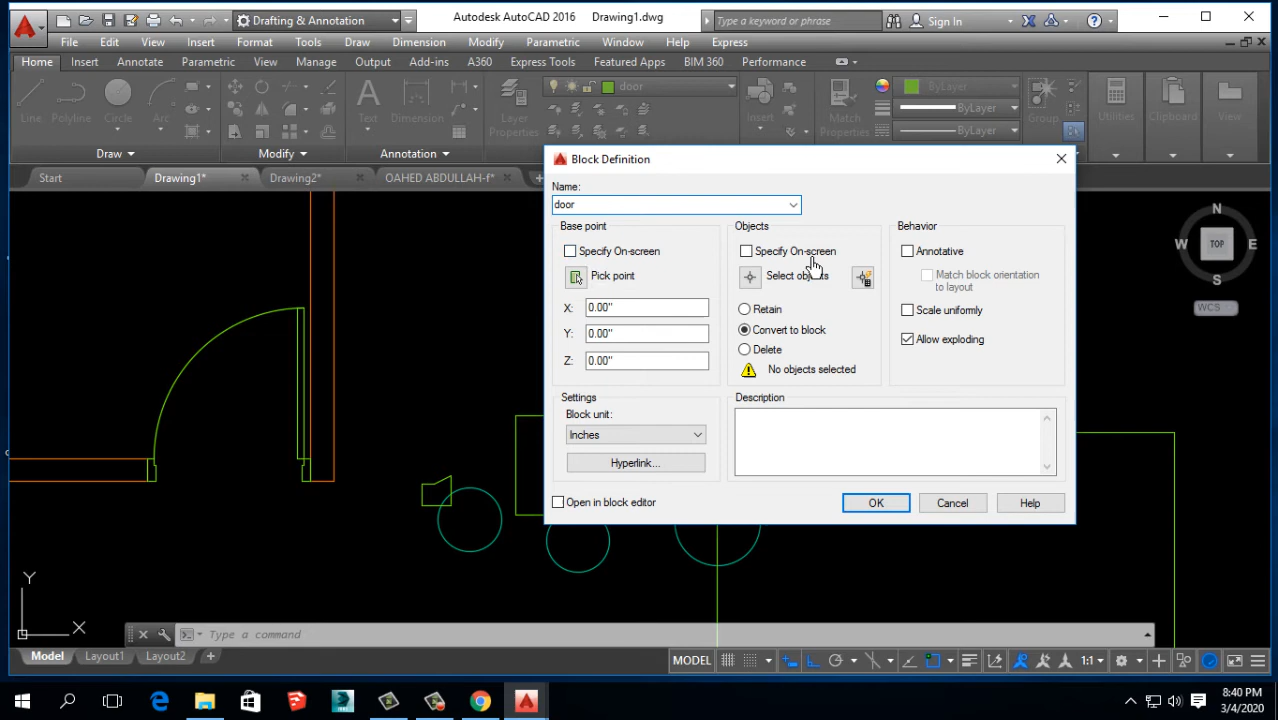 Drafting & Annotation
Autodesk AutoCAD 2016 Drawing1.dwg
Type a keyword or phrase
Sign In
File Edit View Insert Format Tools Draw Dimension Modify Parametric Window Help Express
Home Insert Annotate Parametric View Manage Output Add-ins A360 Express Tools Featured Apps BIM 360 Performance
door
ByLayer
ByLayer
ByLayer
Line Polyline Circle Arc
Text Dimension
Layer
Properties
Insert
Match
Properties
Group
Utilities
Clipboard
View
Draw Modify Annotation
Start Drawing1* Drawing2* OAHED ABDULLAH-f*
Block Definition
Name:
door
Base point
Specify On-screen
Pick point
X: 0.00"
Y: 0.00"
Z: 0.00"
Objects
Specify On-screen
Select objects
Retain
Convert to block
Delete
No objects selected
Behavior
Annotative
Match block orientation
to layout
Scale uniformly
Allow exploding
Settings
Block unit:
Inches
Hyperlink...
Description
Open in block editor
OK Cancel Help
N
W TOP E
S
WCS
Y
X
Type a command
Model Layout1 Layout2 +
MODEL
1:1
8:40 PM
3/4/2020